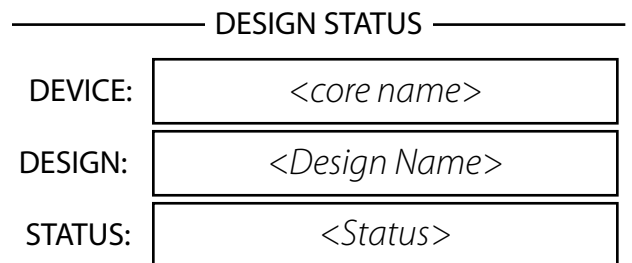 DESIGN STATUS
DEVICE: <core name>
DESIGN: <Design Name>
STATUS: <Status>